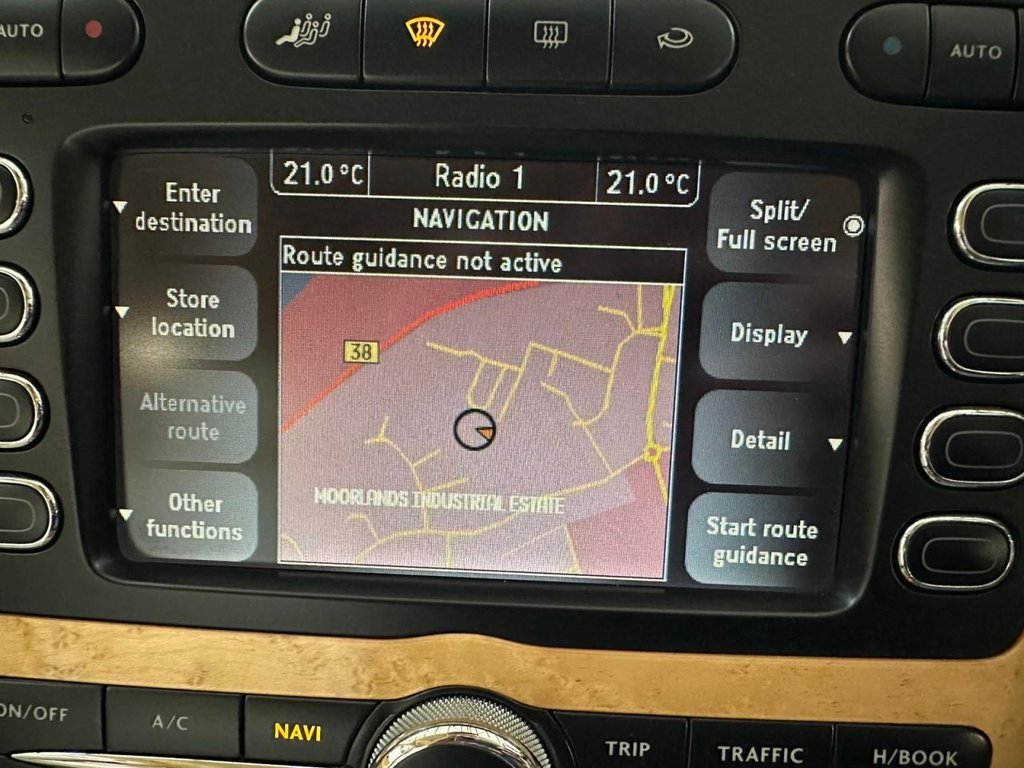 AUTO
AUTO
21.0 °C
Radio 1
21.0 °C
NAVIGATION
Route guidance not active
Enter
destination
Store
location
Alternative
route
Other
functions
Split/
Full screen
Display
Detail
Start route
guidance
38
MOORLANDS INDUSTRIAL ESTATE
ON/OFF
A/C
NAVI
TRIP
TRAFFIC
H/BOOK